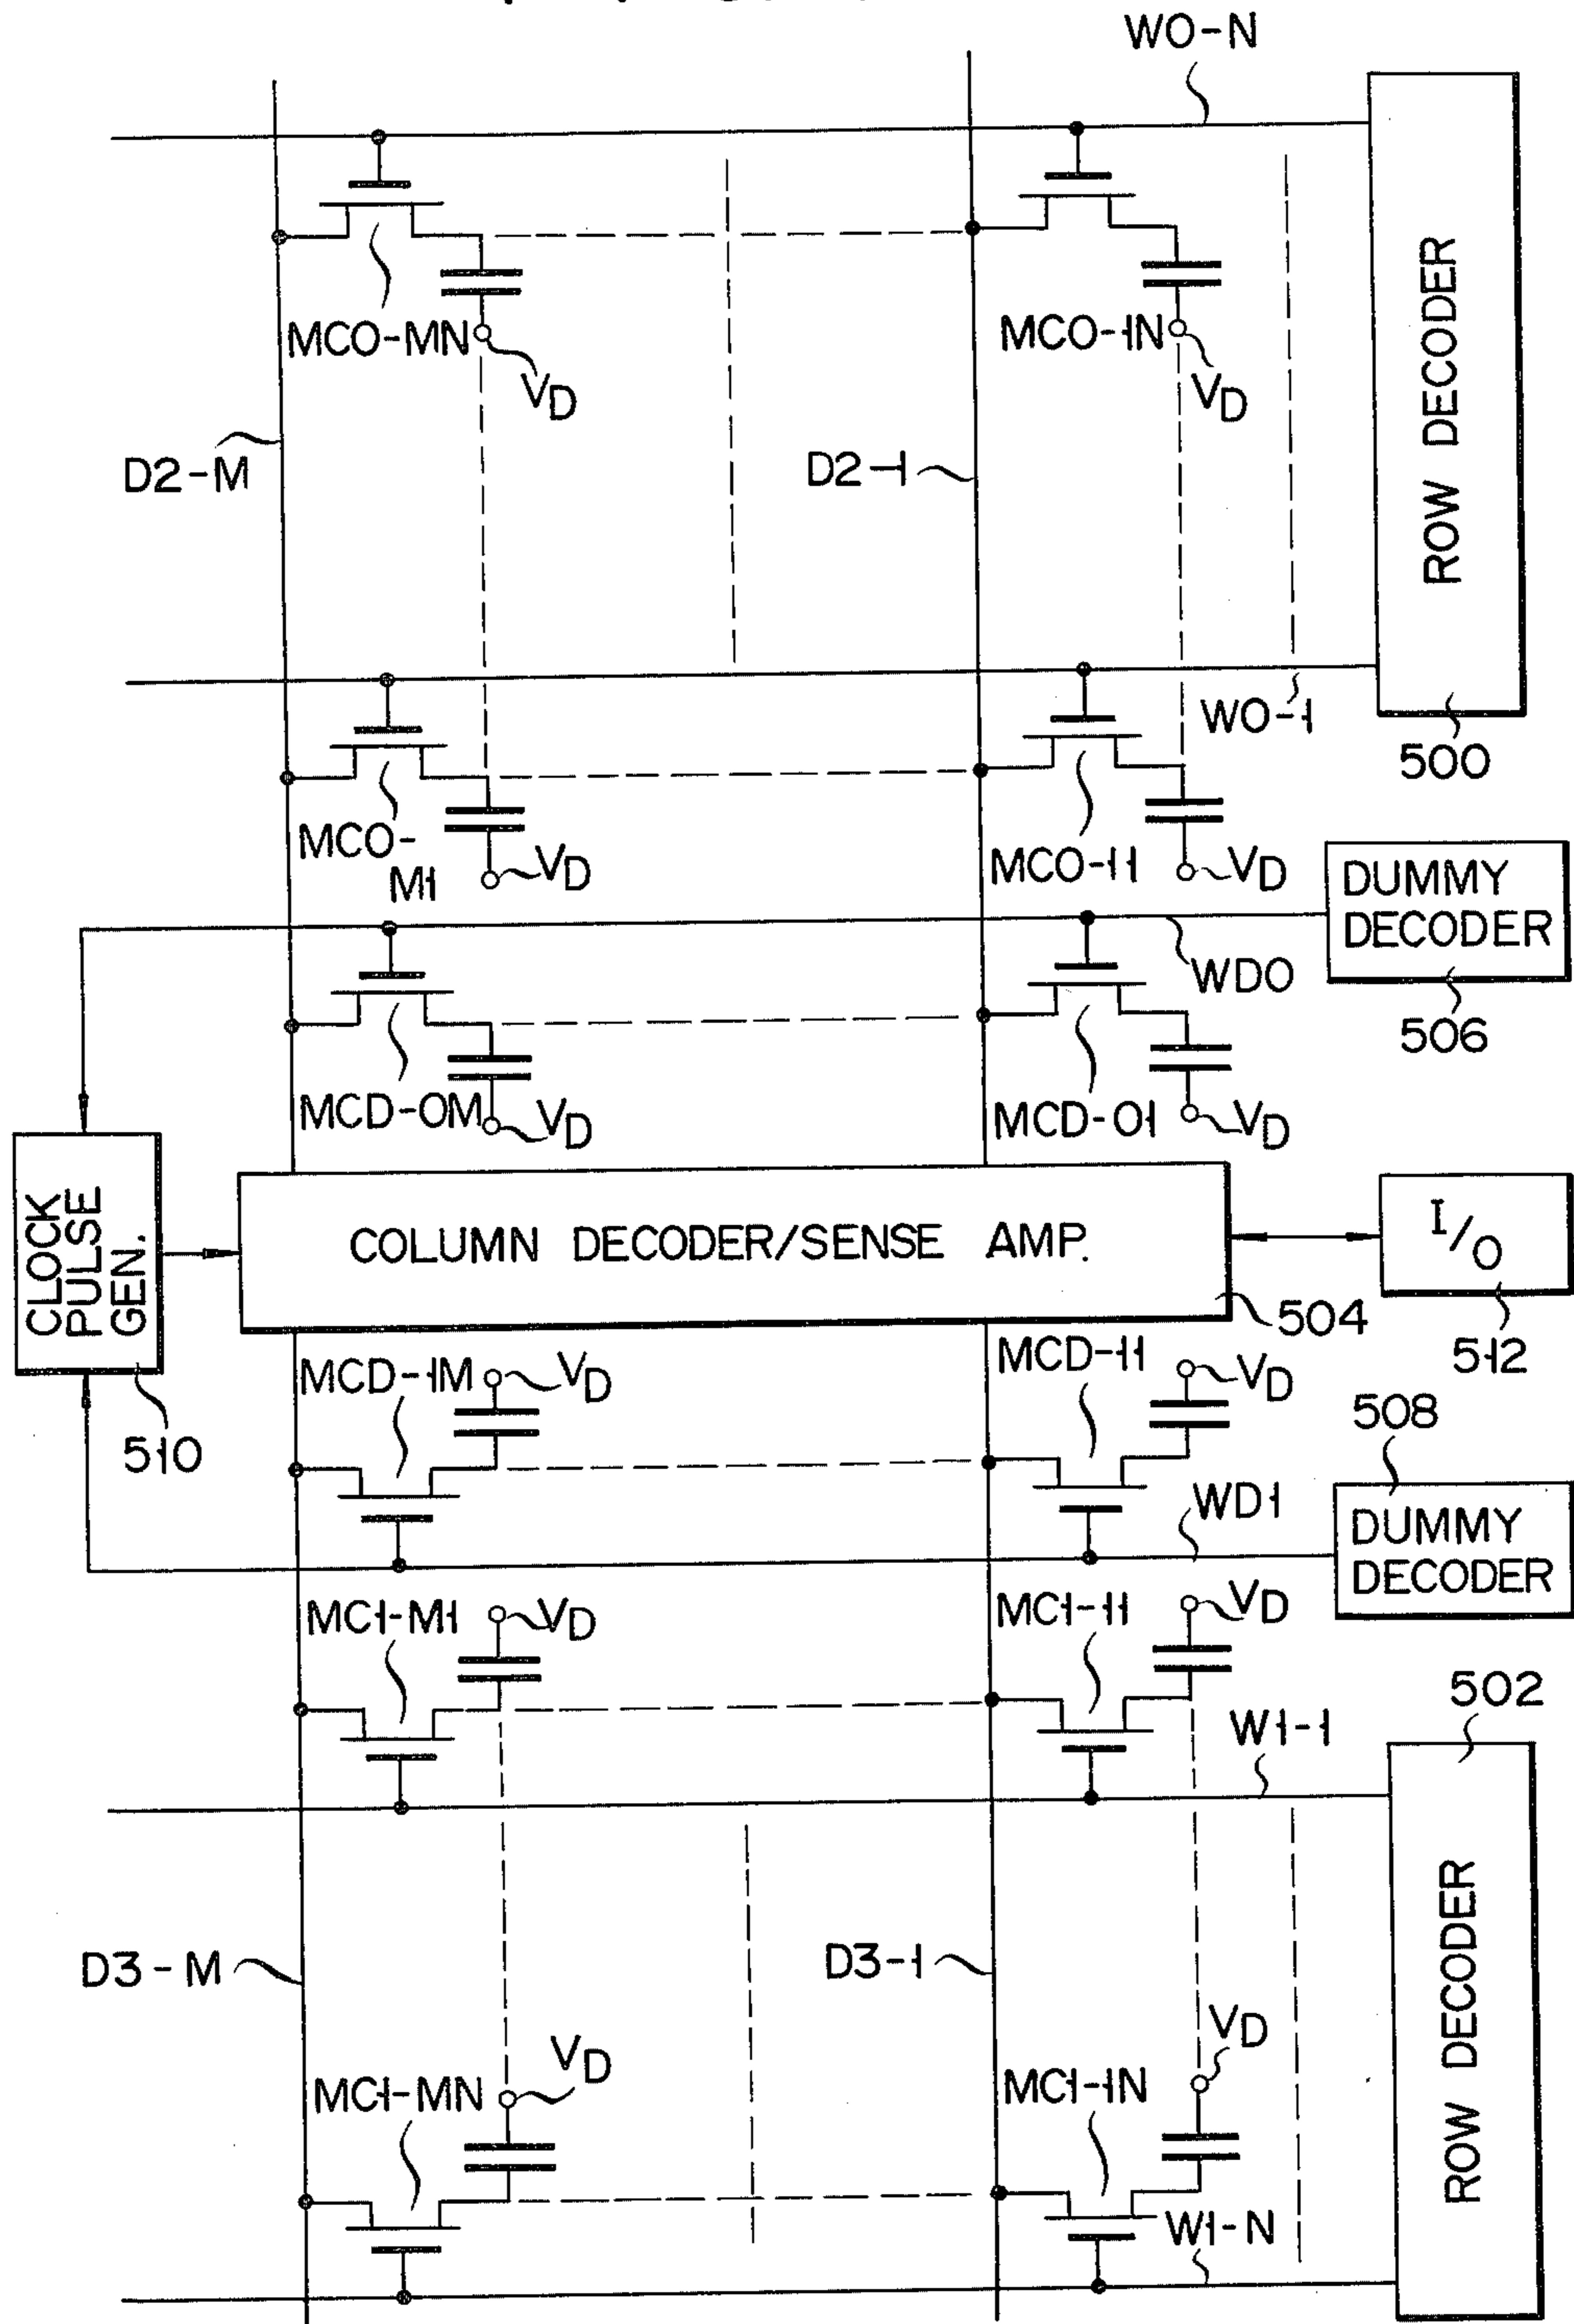 WO-N
ROW DECODER
MCO-MN
VD
MCO-1N
VD
D2-M
D2-1
WO-1
500
MCO-
M1
VD
MCO-11
VD
DUMMY
DECODER
WDO
506
MCD-OM
VD
MCD-O1
VD
CLOCK
PULSE
GEN.
COLUMN DECODER/SENSE AMP.
I/O
504
512
MCD-1M
VD
MCD-11
VD
510
508
WD1
DUMMY
DECODER
MC1-M1
VD
MC1-11
VD
502
W1-1
ROW DECODER
D3-M
D3-1
VD
VD
MC1-MN
MC1-1N
W1-N